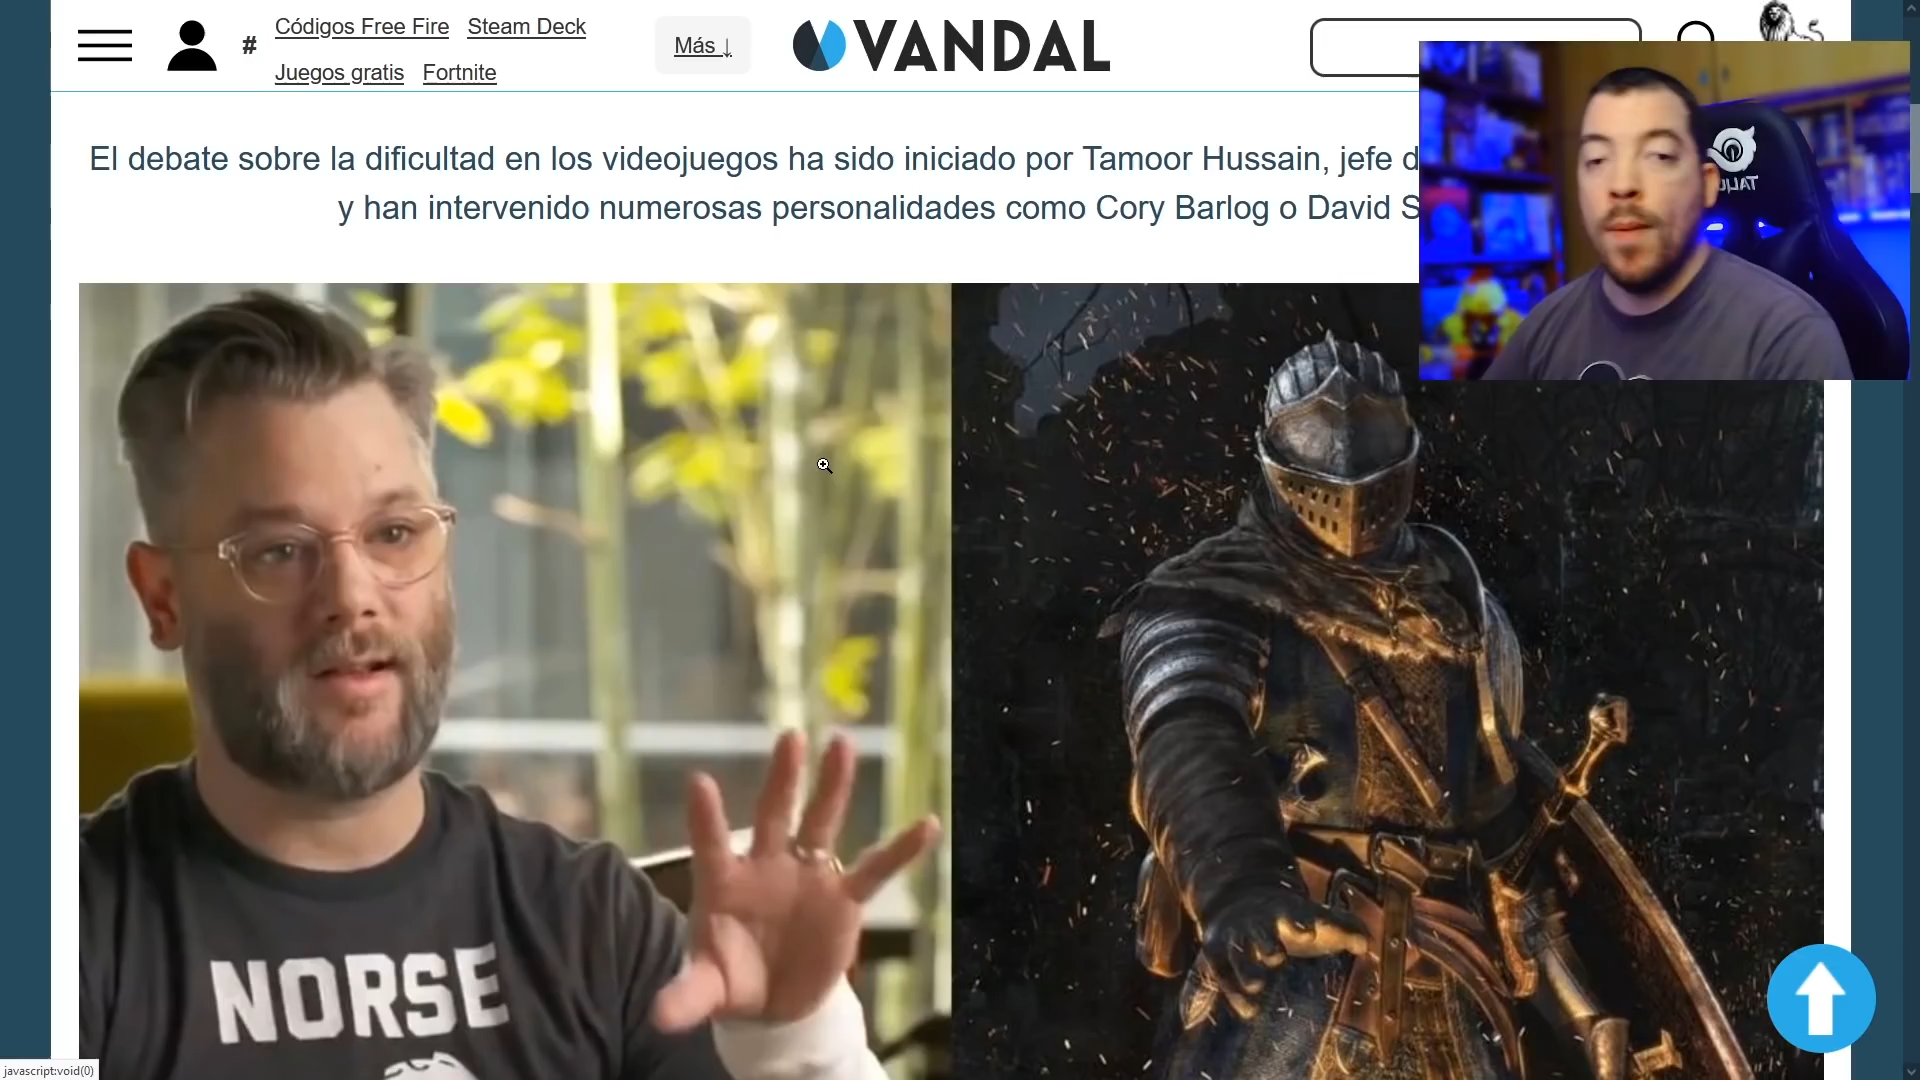 Códigos Free Fire Steam Deck
# Más ↓ VANDAL
Juegos gratis Fortnite
El debate sobre la dificultad en los videojuegos ha sido iniciado por Tamoor Hussain, jefe d
y han intervenido numerosas personalidades como Cory Barlog o David S
NORSE
javascript:void(0)